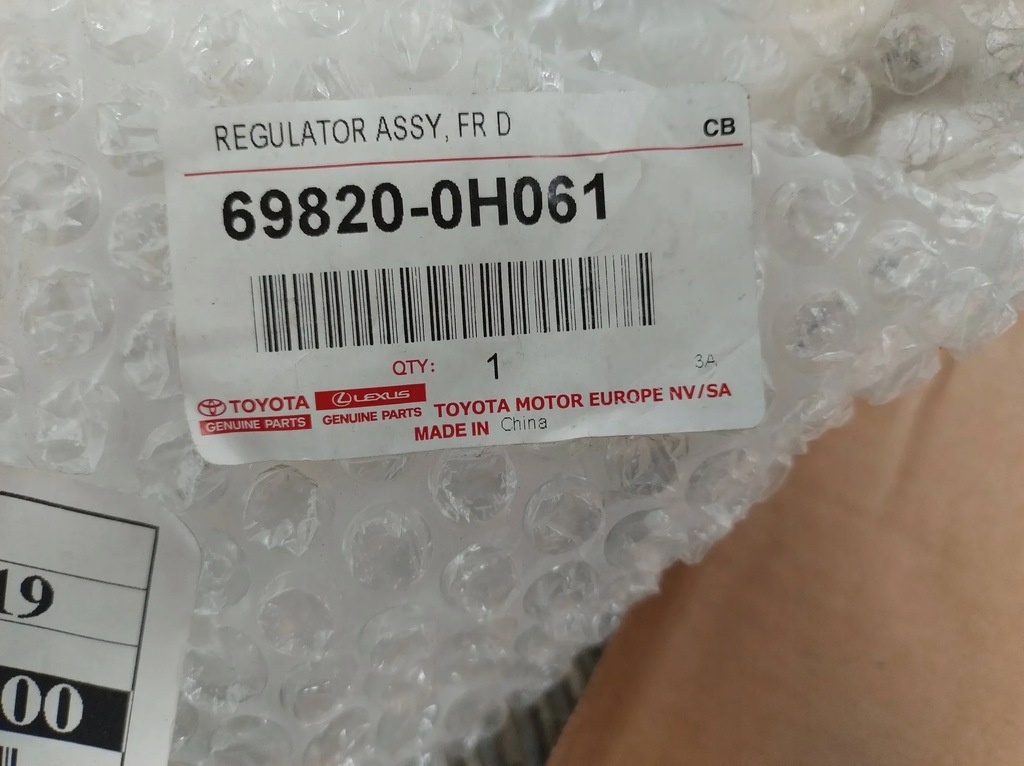 REGULATOR ASSY, FR D
CB
69820-0H061
QTY: 1
3A
TOYOTA
GENUINE PARTS
LEXUS
GENUINE PARTS
TOYOTA MOTOR EUROPE NV/SA
MADE IN China
19
00